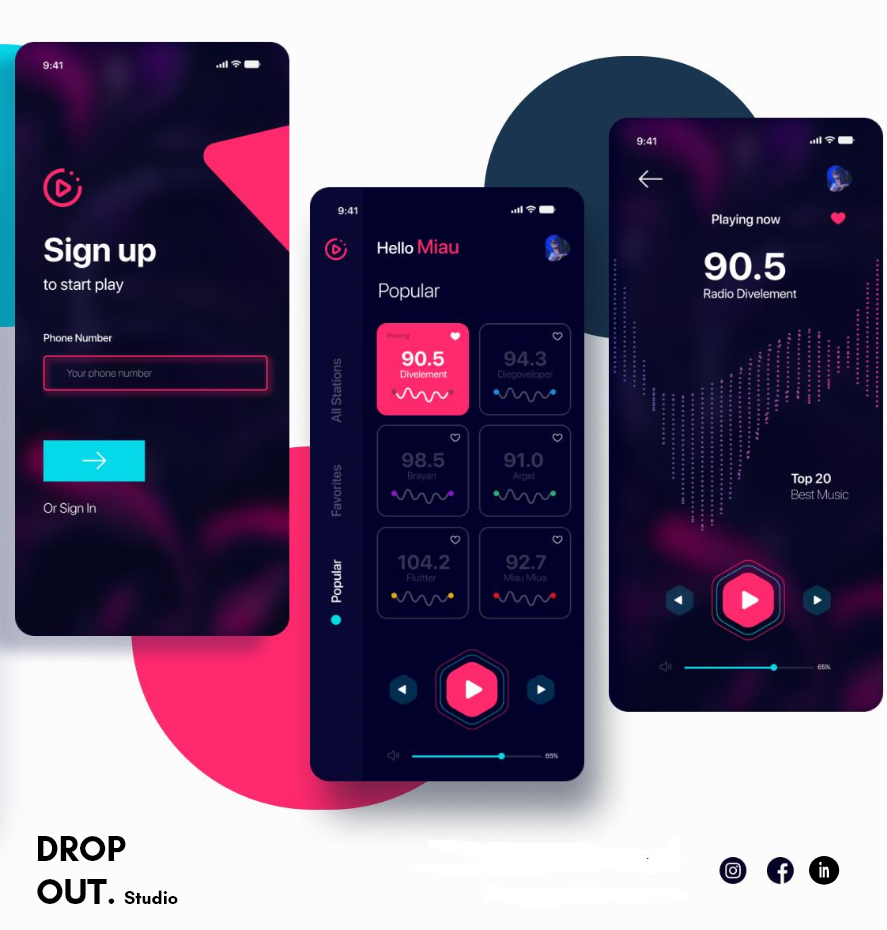 9:41
Sign up
to start play
Phone Number
Your phone number
Or Sign In
9:41
Hello Miau
Popular
All Stations
Favorites
Popular
Playing
90.5
Divelement
94.3
Diegoveloper
98.5
Brayan
91.0
Argel
104.2
Fluttter
92.7
Miau Miua
65%
9:41
Playing now
90.5
Radio Divelement
Top 20
Best Music
65%
DROP
OUT. Studio
in